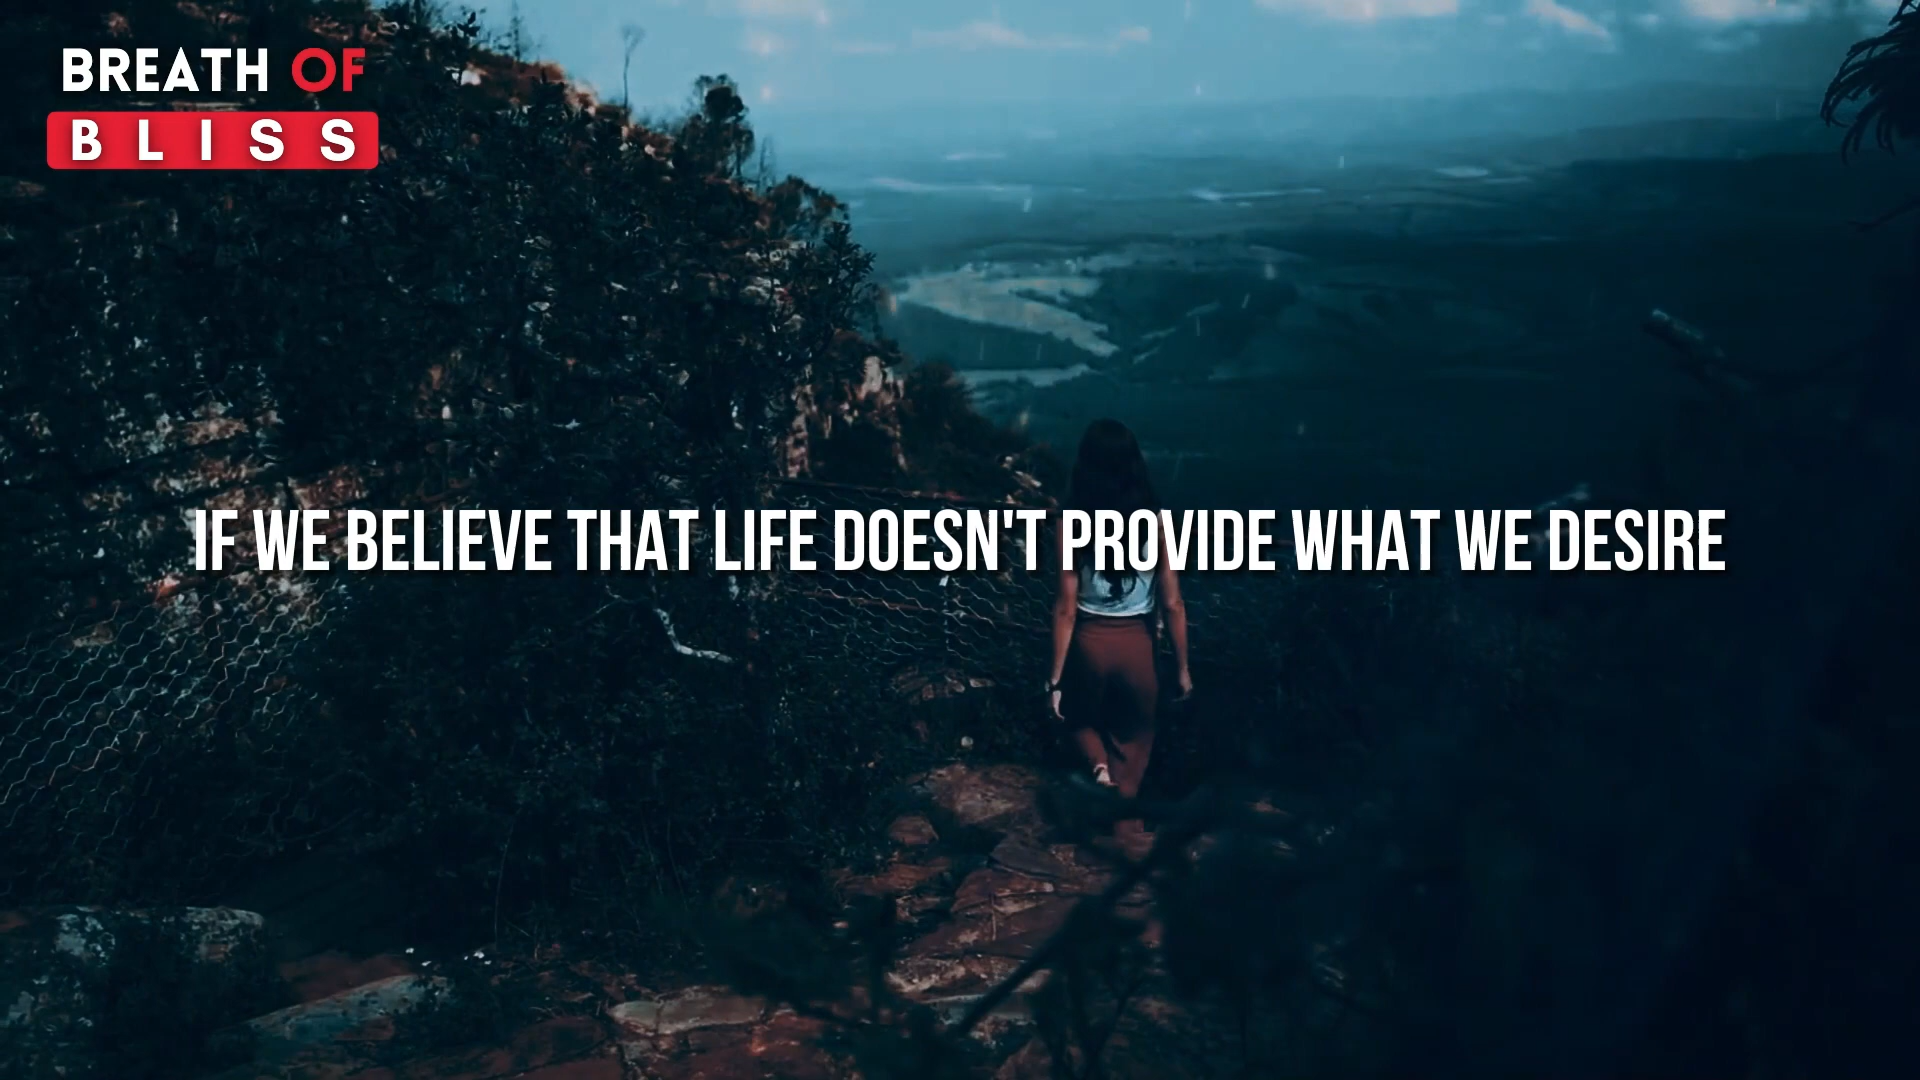 BREATH OF
BLISS
IF WE BELIEVE THAT LIFE DOESN'T PROVIDE WHAT WE DESIRE